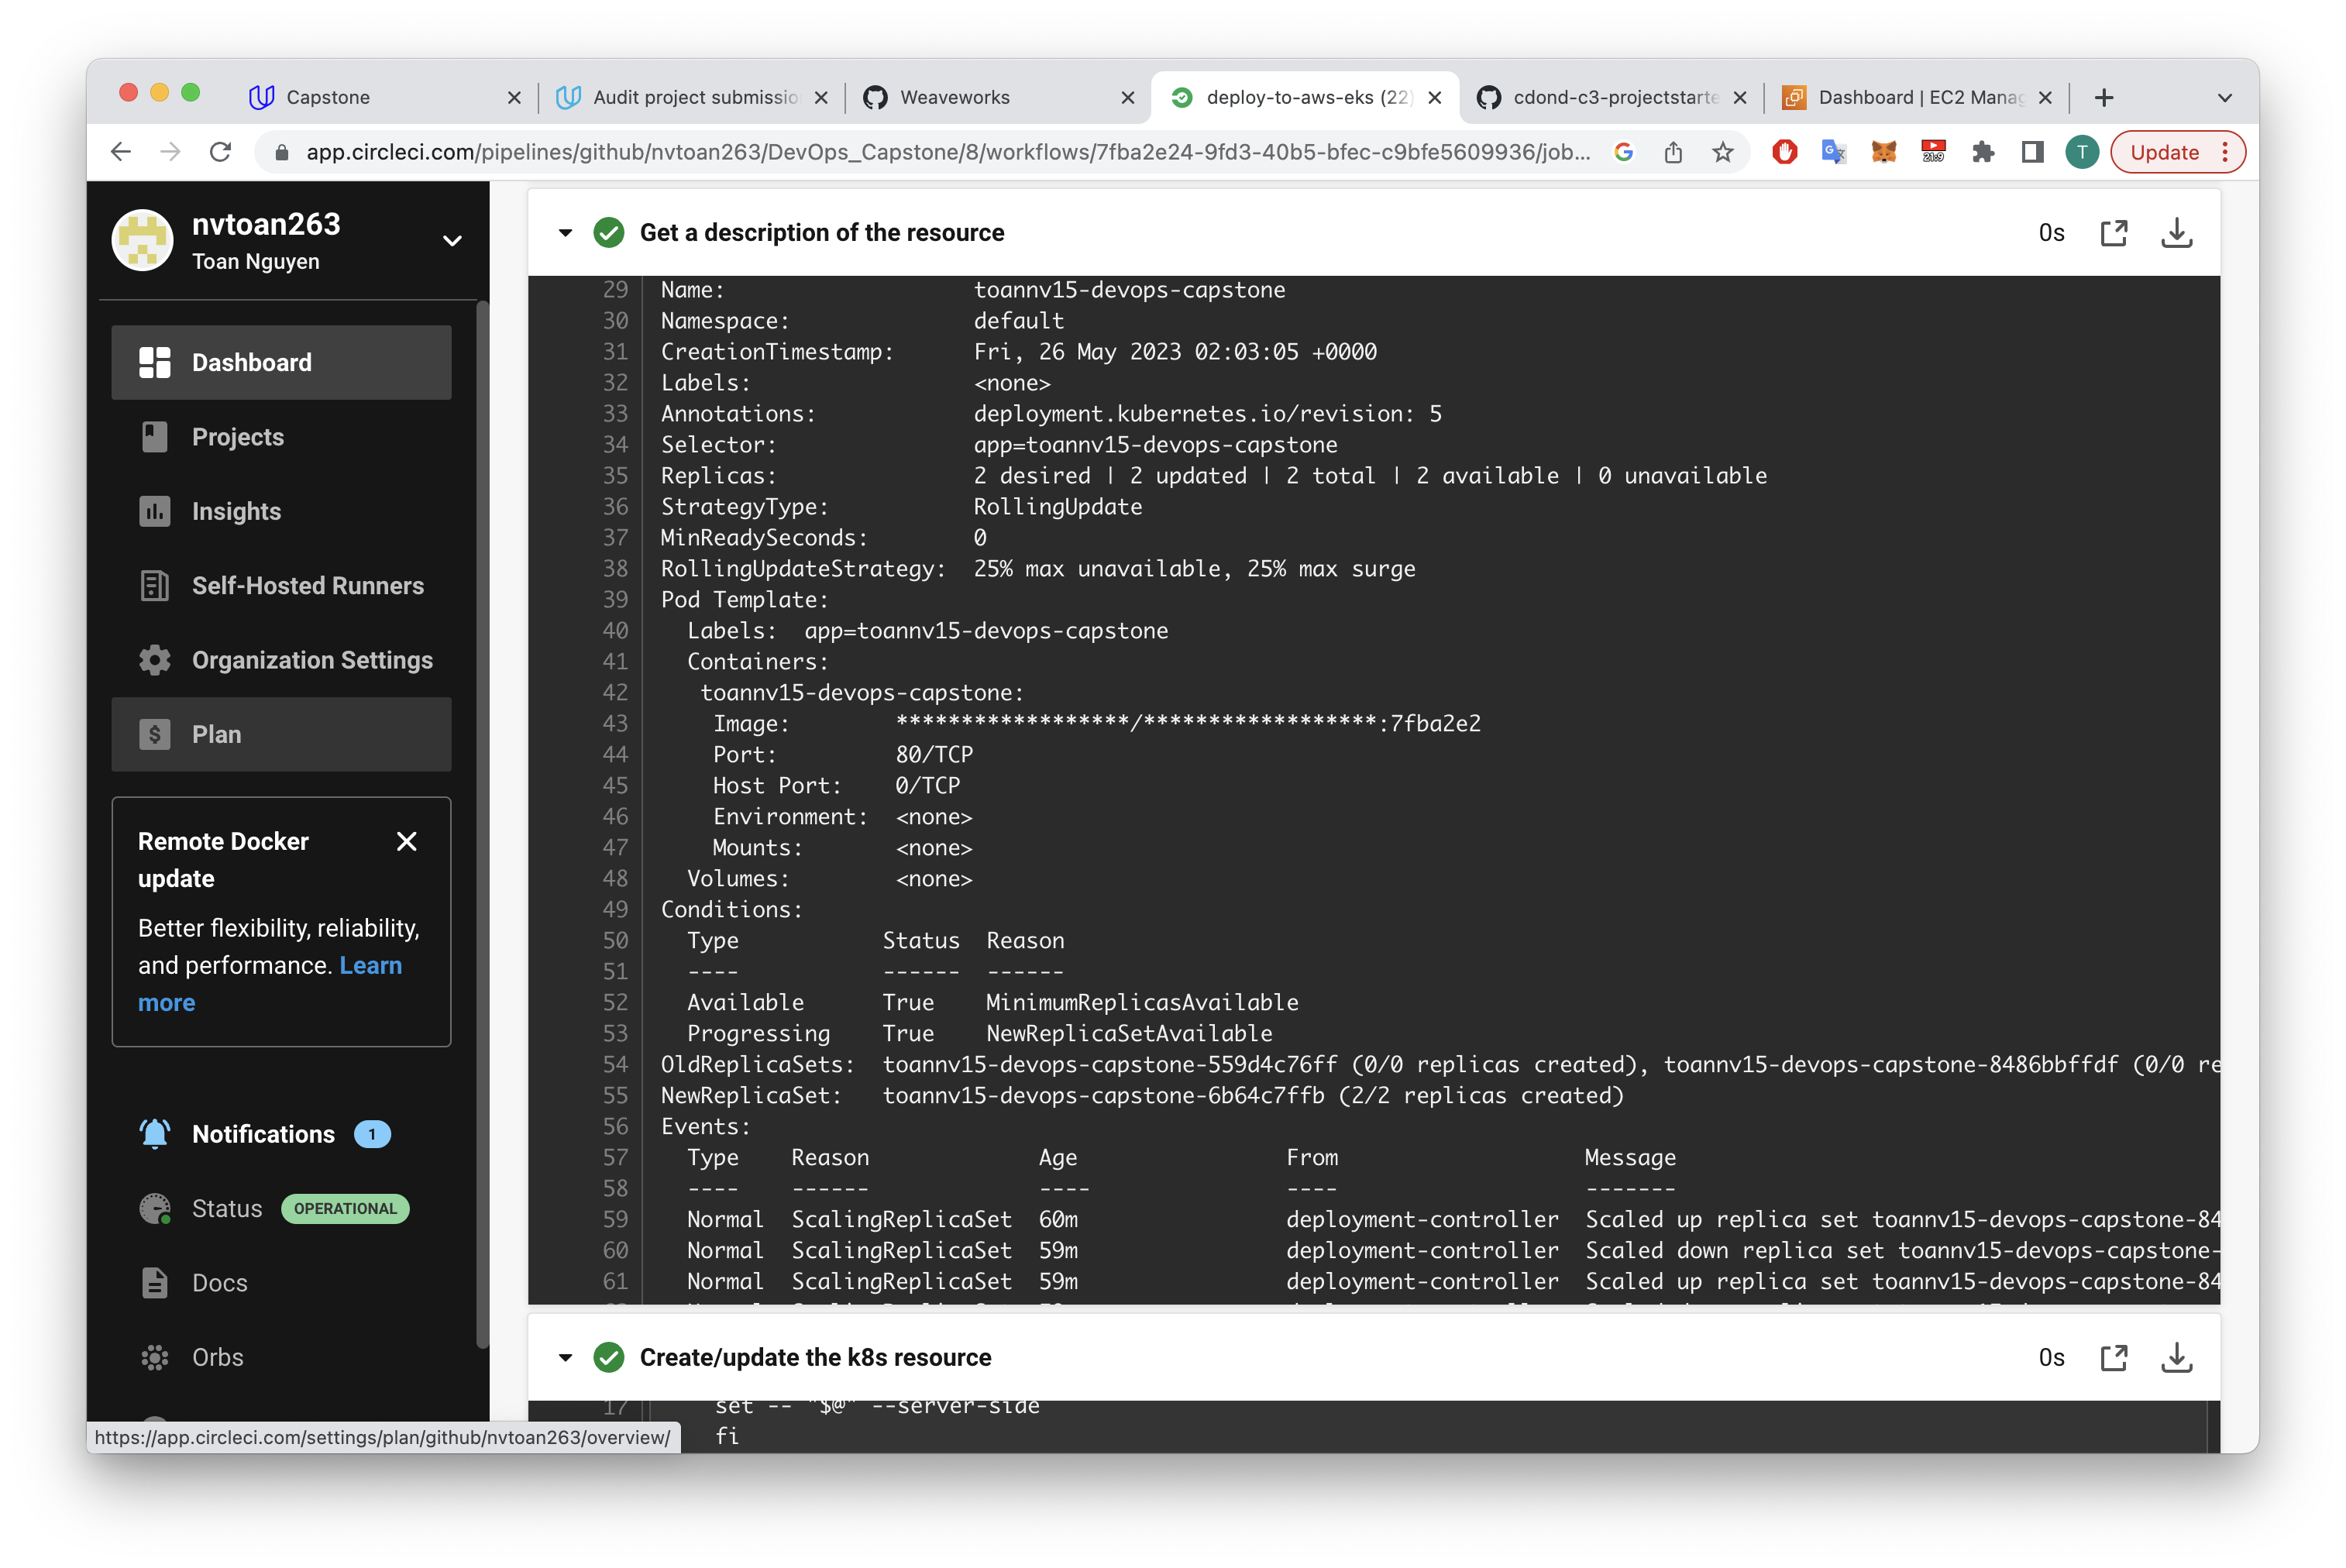 Capstone
Audit project submissio
Weaveworks
deploy-to-aws-eks (22)
cdond-c3-projectstarte
Dashboard | EC2 Manag
app.circleci.com/pipelines/github/nvtoan263/DevOps_Capstone/8/workflows/7fba2e24-9fd3-40b5-bfec-c9bfe5609936/job...
21:9
T
Update
nvtoan263
Toan Nguyen
Dashboard
Projects
Insights
Self-Hosted Runners
Organization Settings
Plan
Remote Docker
update
Better flexibility, reliability,
and performance. Learn
more
Notifications 1
Status OPERATIONAL
Docs
Orbs
https://app.circleci.com/settings/plan/github/nvtoan263/overview/
Get a description of the resource 0s
29 Name: toannv15-devops-capstone
30 Namespace: default
31 CreationTimestamp: Fri, 26 May 2023 02:03:05 +0000
32 Labels: <none>
33 Annotations: deployment.kubernetes.io/revision: 5
34 Selector: app=toannv15-devops-capstone
35 Replicas: 2 desired | 2 updated | 2 total | 2 available | 0 unavailable
36 StrategyType: RollingUpdate
37 MinReadySeconds: 0
38 RollingUpdateStrategy: 25% max unavailable, 25% max surge
39 Pod Template:
40 Labels: app=toannv15-devops-capstone
41 Containers:
42 toannv15-devops-capstone:
43 Image: ******************/******************:7fba2e2
44 Port: 80/TCP
45 Host Port: 0/TCP
46 Environment: <none>
47 Mounts: <none>
48 Volumes: <none>
49 Conditions:
50 Type Status Reason
51 ---- ------ ------
52 Available True MinimumReplicasAvailable
53 Progressing True NewReplicaSetAvailable
54 OldReplicaSets: toannv15-devops-capstone-559d4c76ff (0/0 replicas created), toannv15-devops-capstone-8486bbffdf (0/0 re
55 NewReplicaSet: toannv15-devops-capstone-6b64c7ffb (2/2 replicas created)
56 Events:
57 Type Reason Age From Message
58 ---- ------ ---- ---- -------
59 Normal ScalingReplicaSet 60m deployment-controller Scaled up replica set toannv15-devops-capstone-84
60 Normal ScalingReplicaSet 59m deployment-controller Scaled down replica set toannv15-devops-capstone-
61 Normal ScalingReplicaSet 59m deployment-controller Scaled up replica set toannv15-devops-capstone-84
Create/update the k8s resource 0s
17 set -- "$@" --server-side
fi